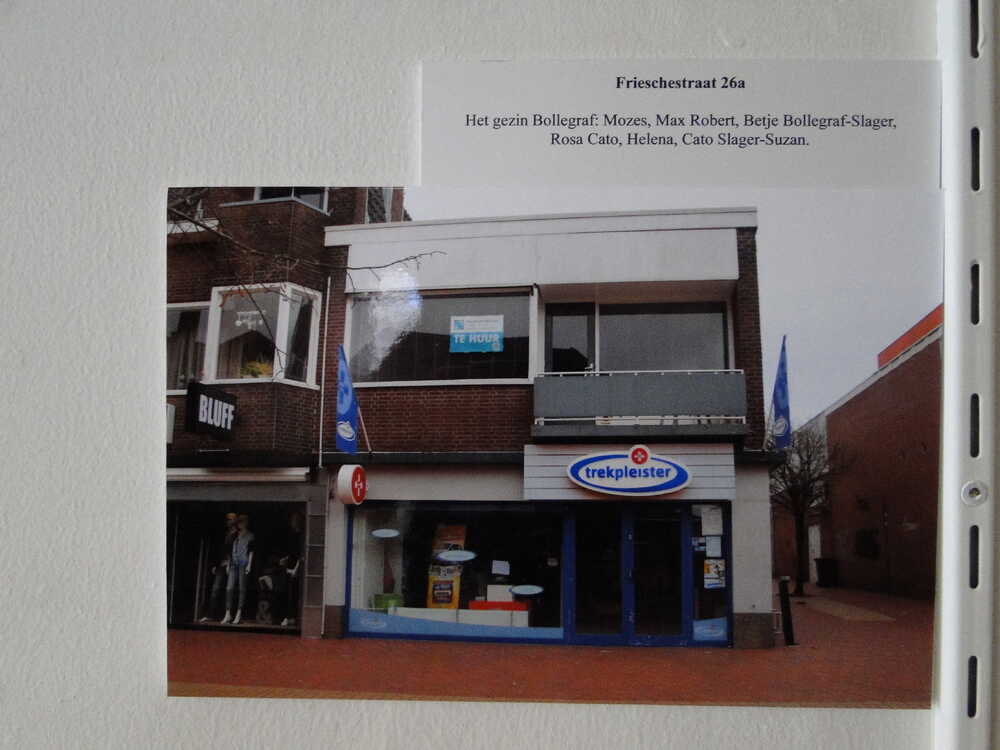 Frieschestraat 26a
Het gezin Bollegraf: Mozes, Max Robert, Betje Bollegraf-Slager,
Rosa Cato, Helena, Cato Slager-Suzan.
TE HUUR
BLUFF
trekpleister